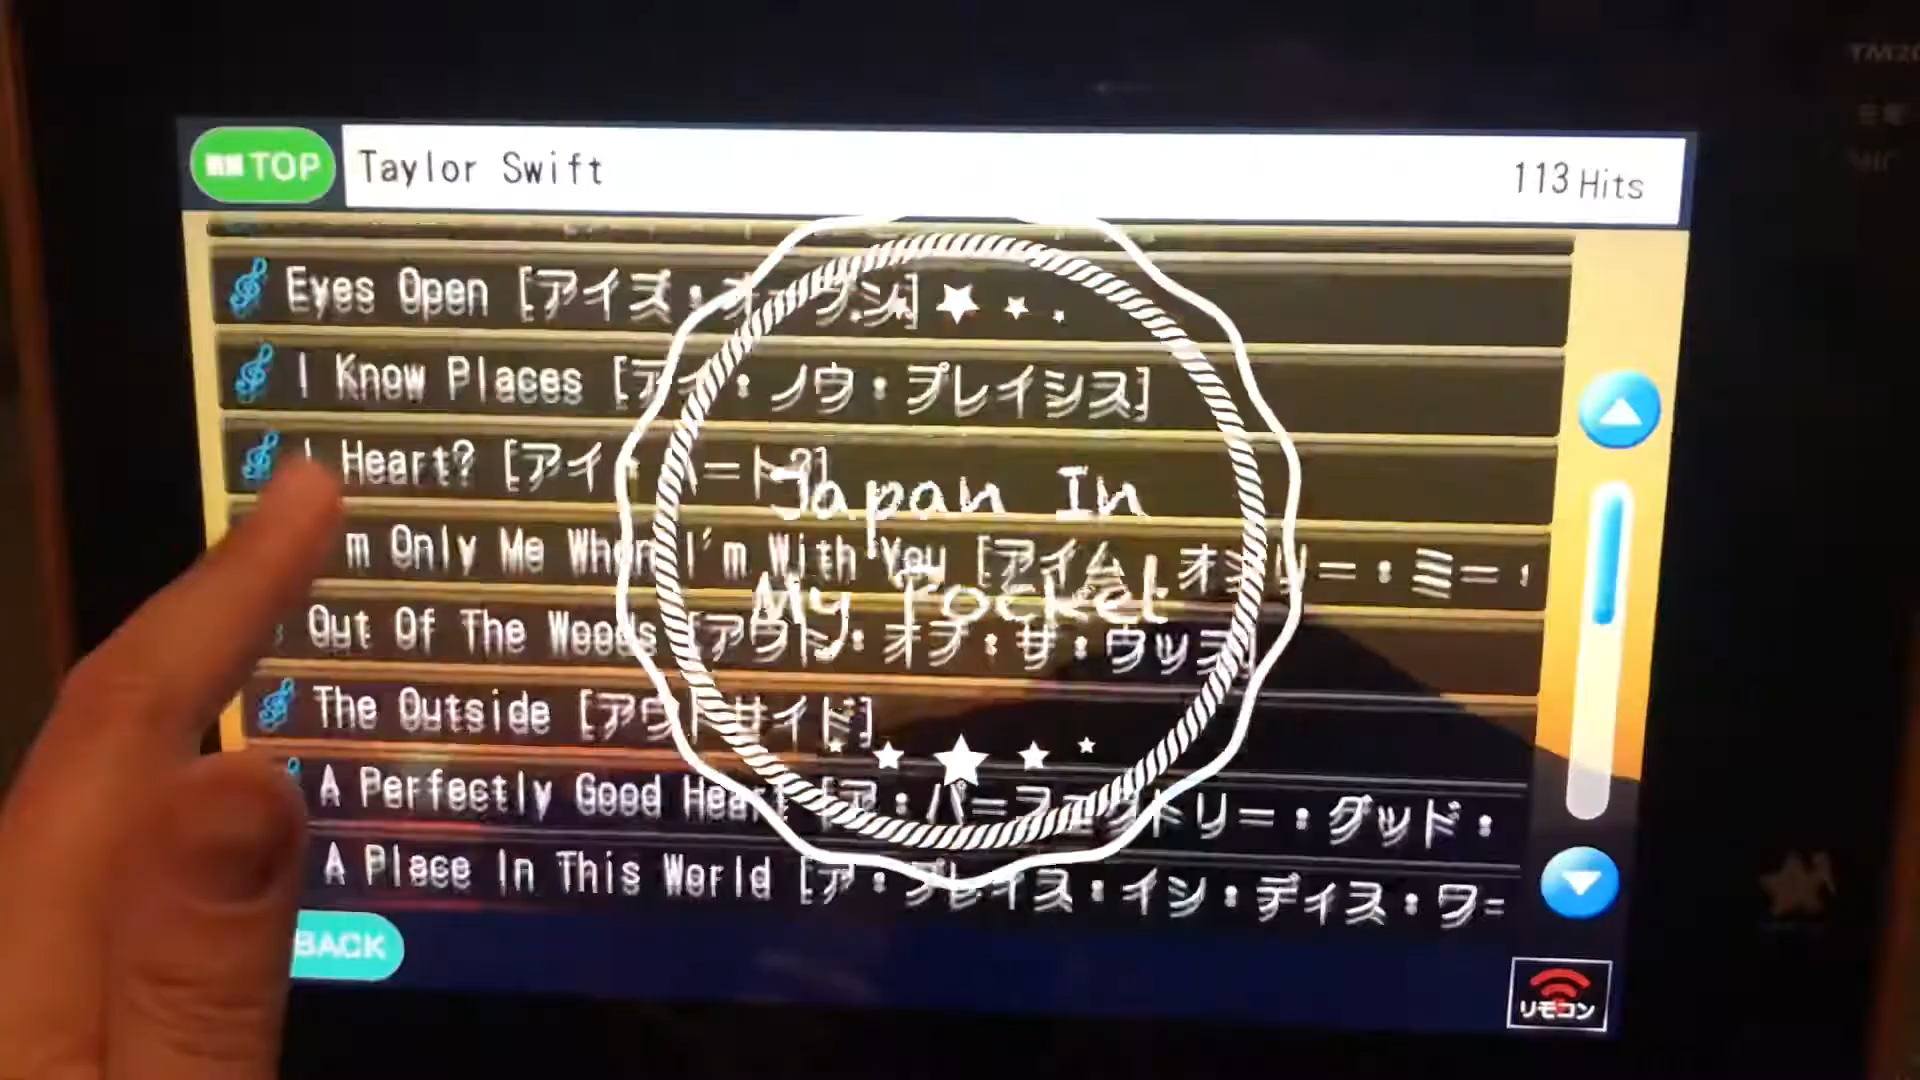 TOP
Taylor Swift
113 Hits
Eyes Open [アイズ・オープン]
I Know Places [アイ・ノウ・プレイシス]
I Heart? [アイ・ハート?]
m Only Me When I'm With You [アイム オンリー・ミー・
Out Of The Woods [アウト・オブ・ザ・ウッズ]
The Outside [アウトサイド]
A Perfectly Good Heart [ア・パーフェクトリー・グッド・
A Place In This World [ア・プレイス・イン・ディス・ワー
BACK
リモコン
Japan In
My Pocket